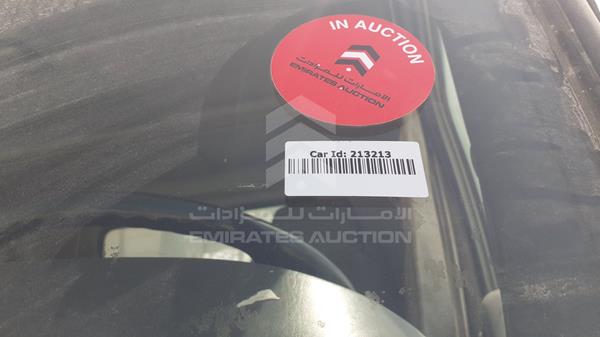 IN AUCTION
الامارات للمزادات
EMIRATES AUCTION
Car Id: 213213
الامارات للمزادات
EMIRATES AUCTION